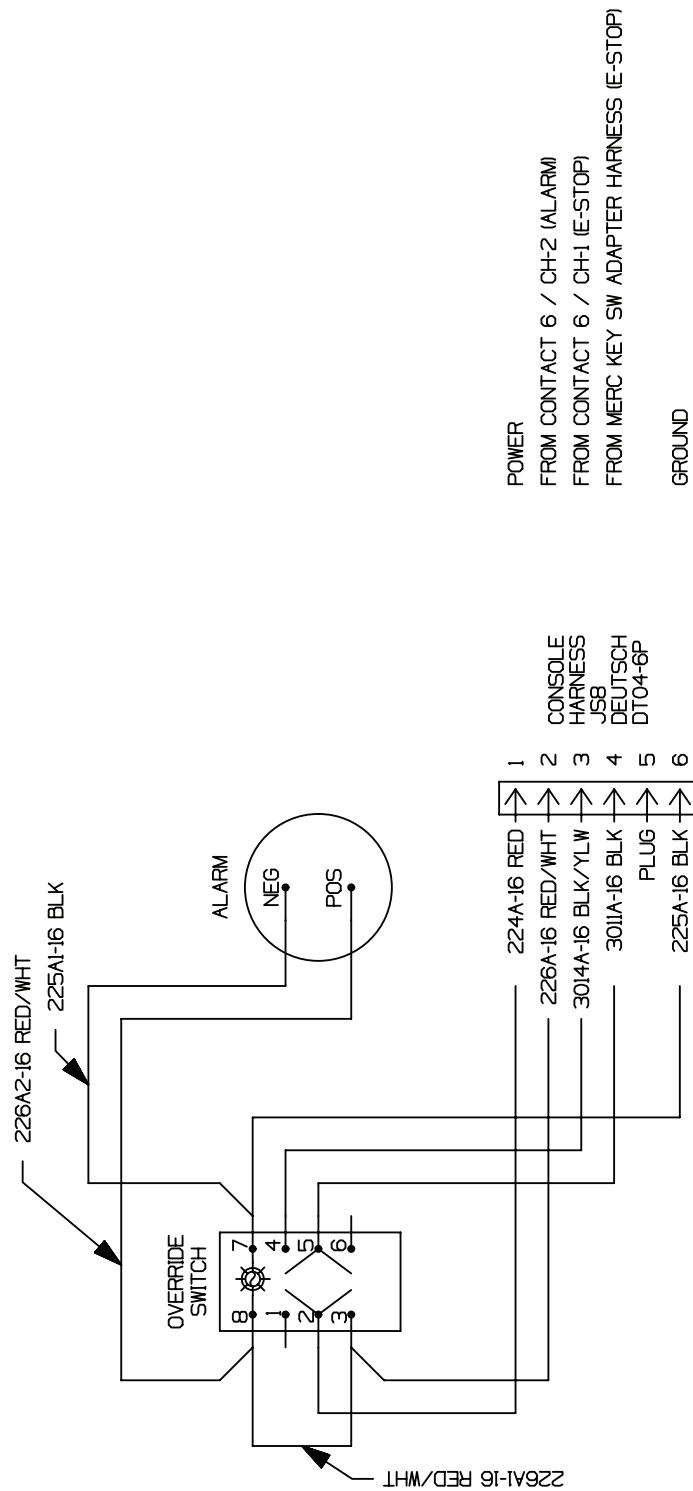 226A2-16 RED/WHT
225A1-16 BLK
ALARM
NEG
POS
OVERRIDE
SWITCH
8 7
1 4
2 5
3 6
226A1-16 RED/WHT
224A-16 RED 1
226A-16 RED/WHT 2
3014A-16 BLK/YLW 3
3011A-16 BLK 4
PLUG 5
225A-16 BLK 6
CONSOLE
HARNESS
JS8
DEUTSCH
DT04-6P
POWER
FROM CONTACT 6 / CH-2 (ALARM)
FROM CONTACT 6 / CH-1 (E-STOP)
FROM MERC KEY SW ADAPTER HARNESS (E-STOP)
GROUND